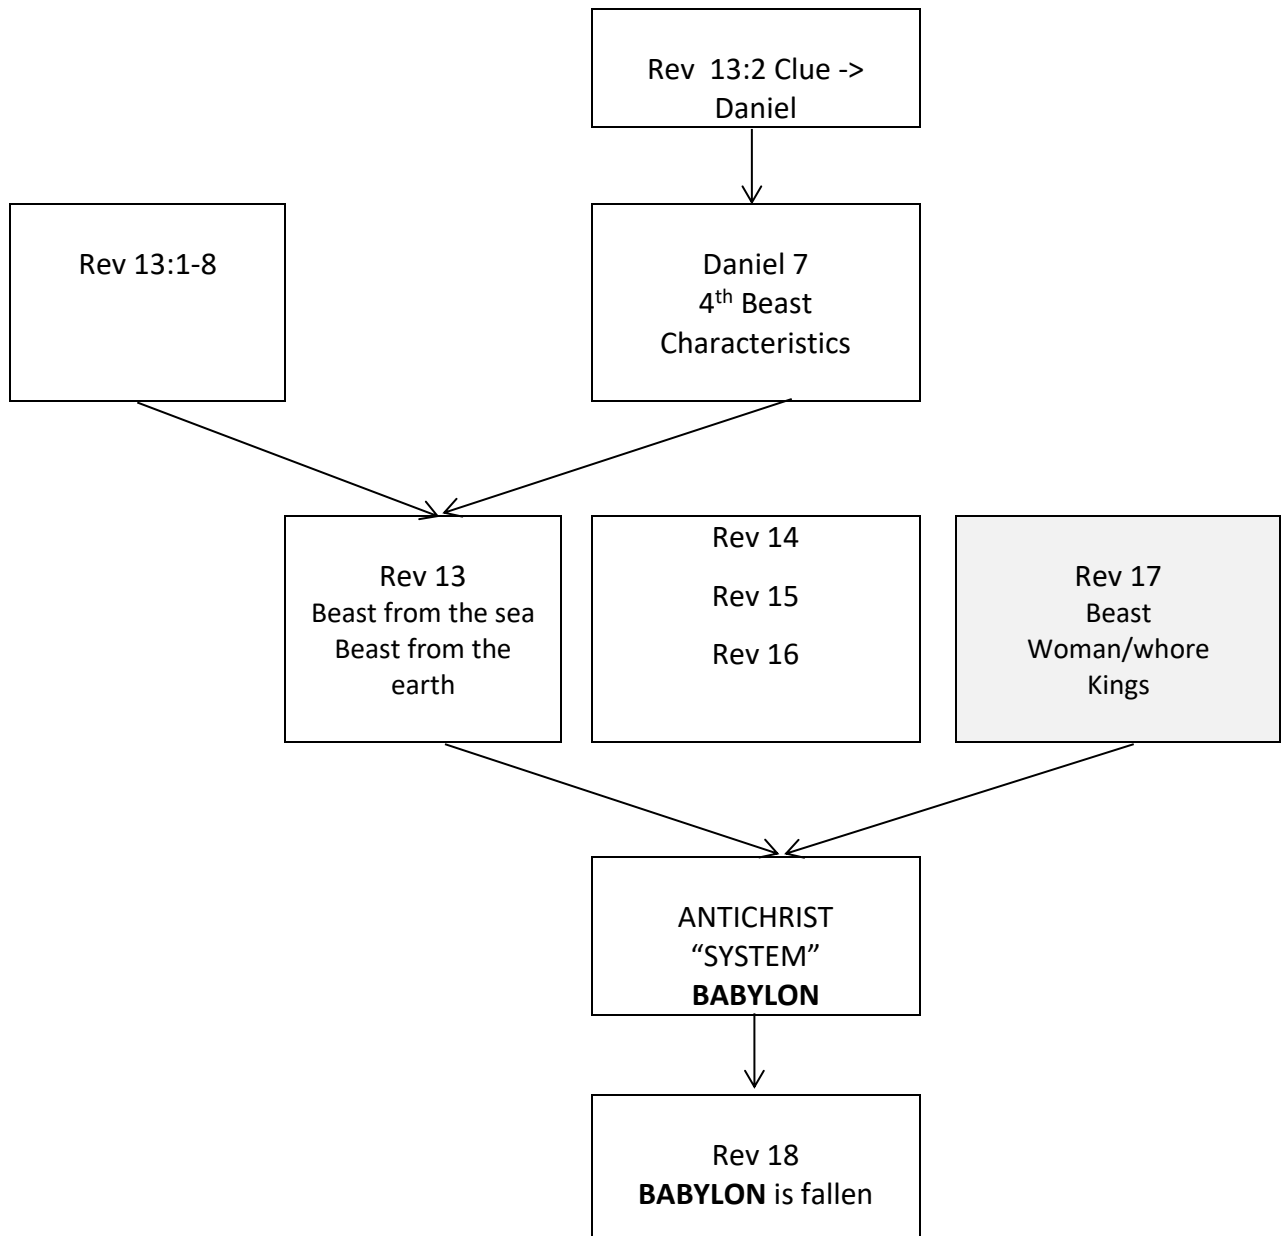 Rev  13:2 Clue ->
Daniel
Rev 13:1-8
Daniel 7
4th Beast
Characteristics
Rev 13
Beast from the sea
Beast from the
earth
Rev 14
Rev 15
Rev 16
Rev 17
Beast
Woman/whore
Kings
ANTICHRIST
“SYSTEM”
BABYLON
Rev 18
BABYLON is fallen